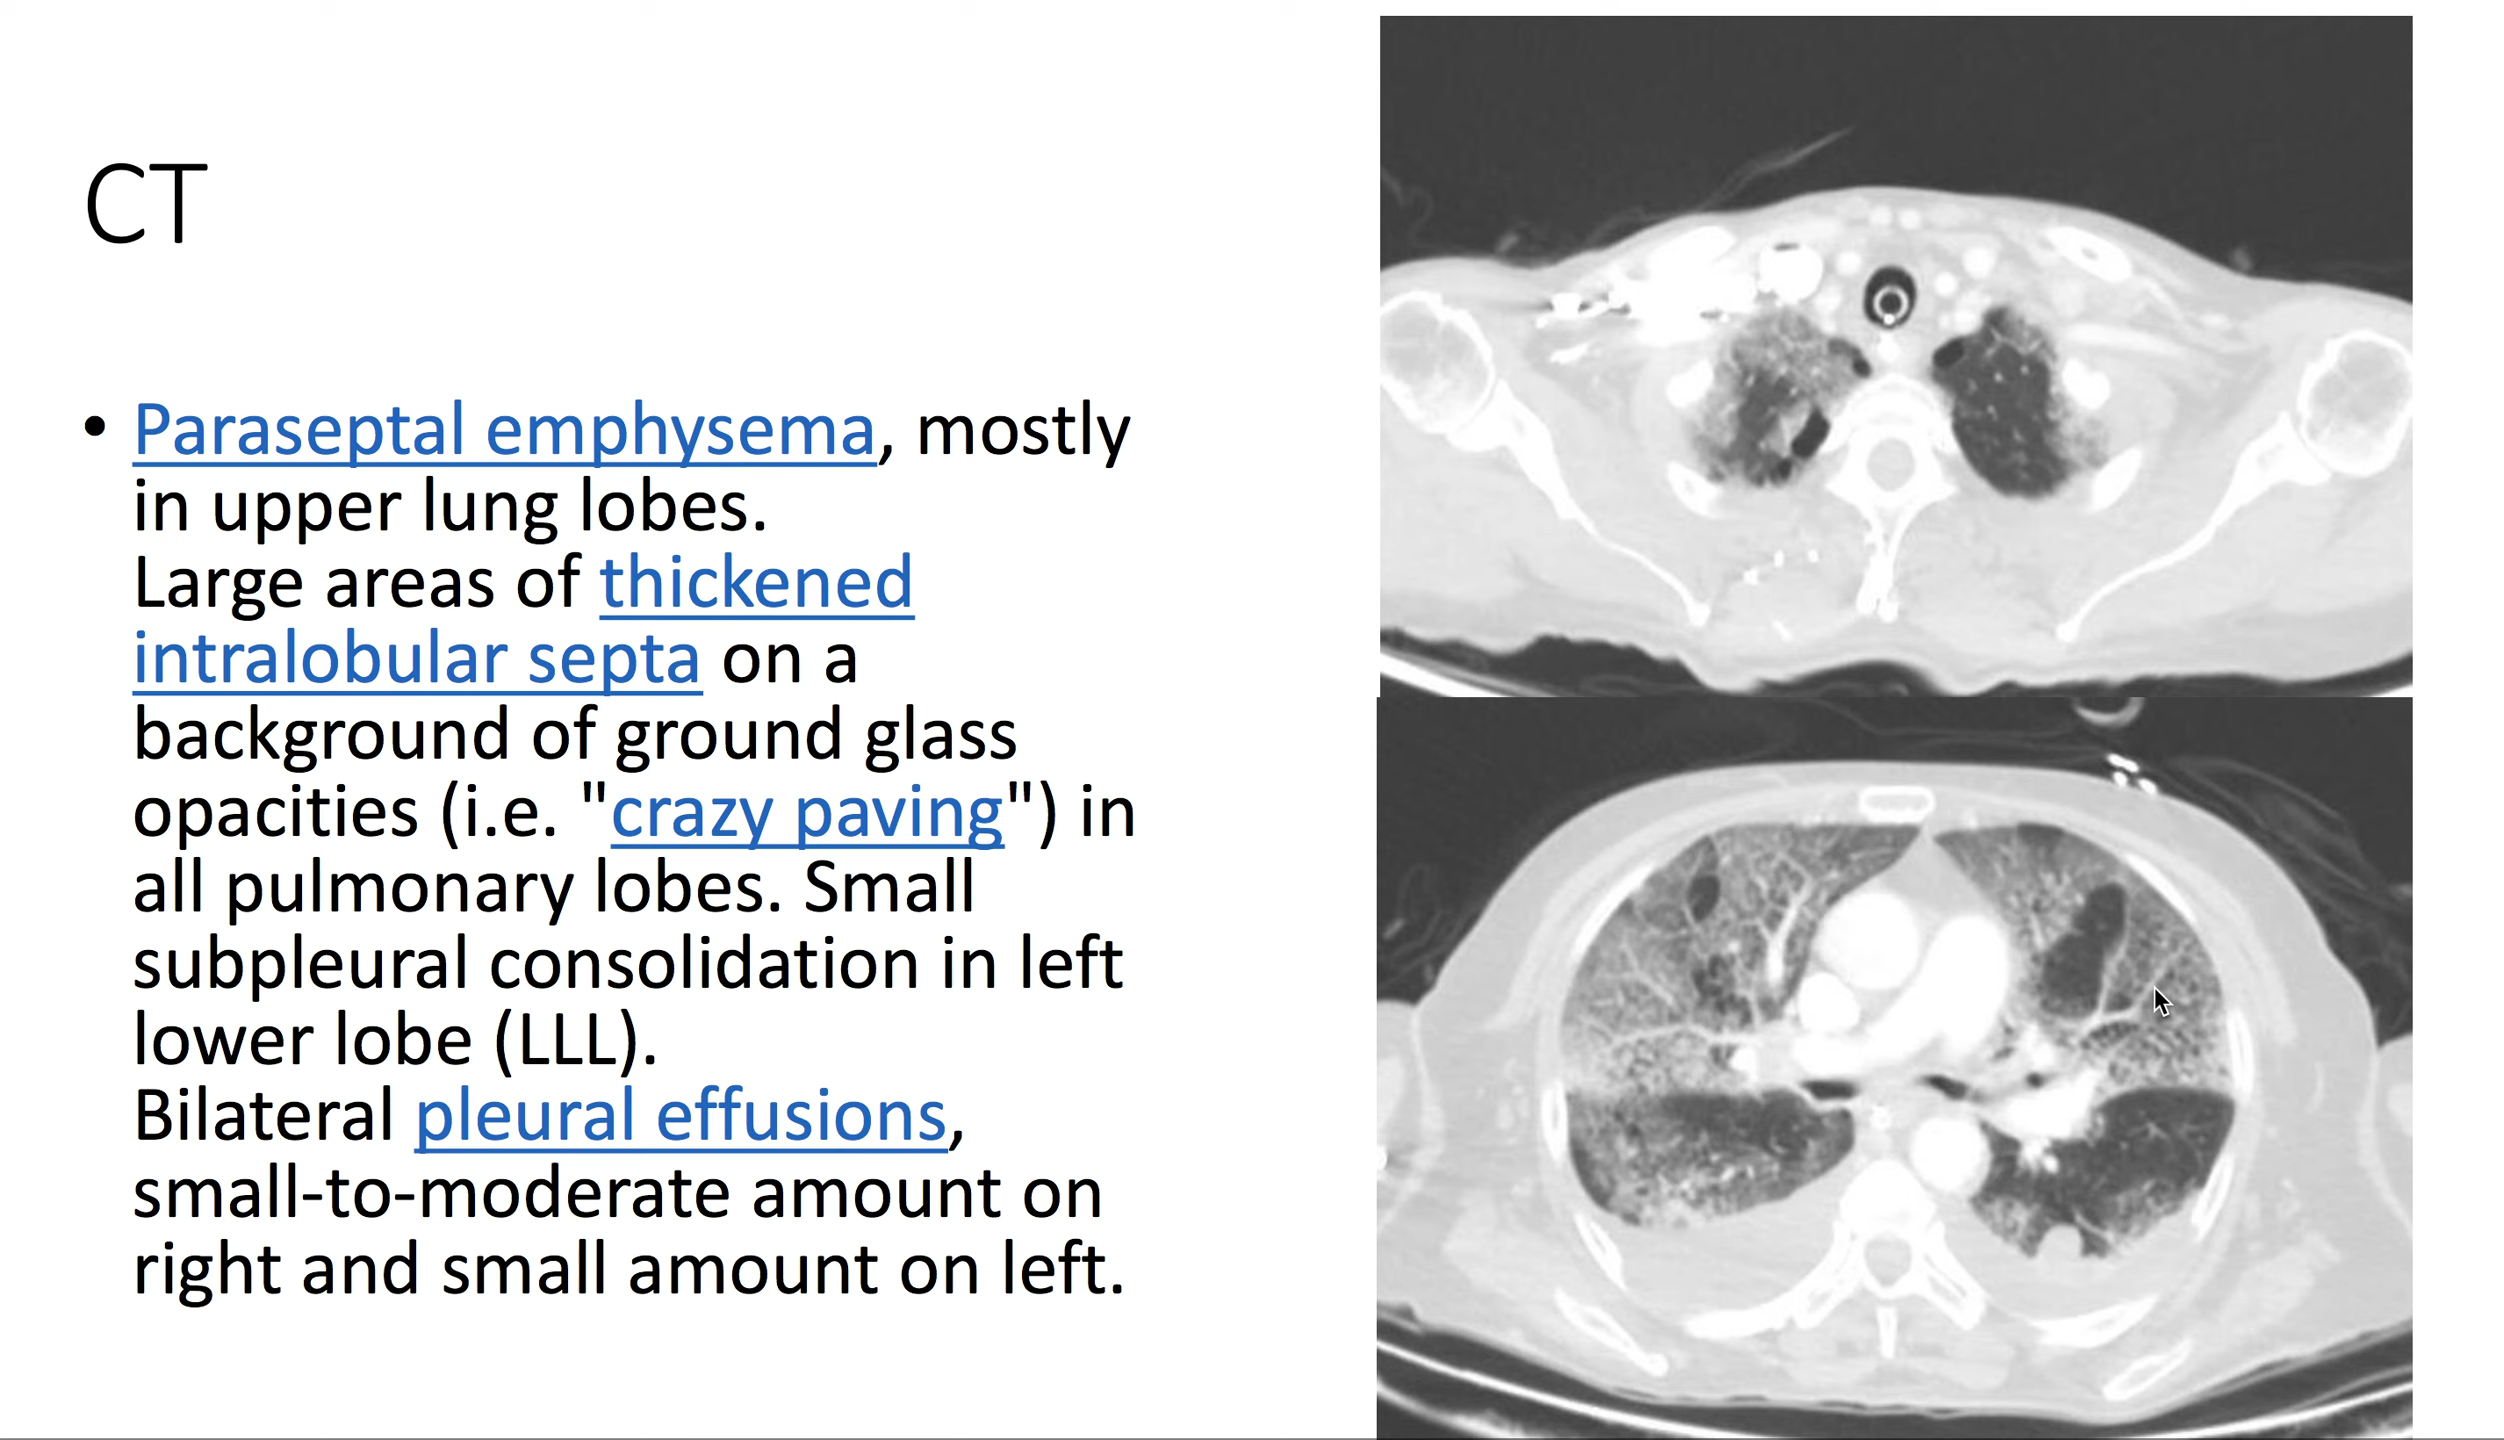 CT
• Paraseptal emphysema, mostly
in upper lung lobes.
Large areas of thickened
intralobular septa on a
background of ground glass
opacities (i.e. "crazy paving") in
all pulmonary lobes. Small
subpleural consolidation in left
lower lobe (LLL).
Bilateral pleural effusions,
small-to-moderate amount on
right and small amount on left.